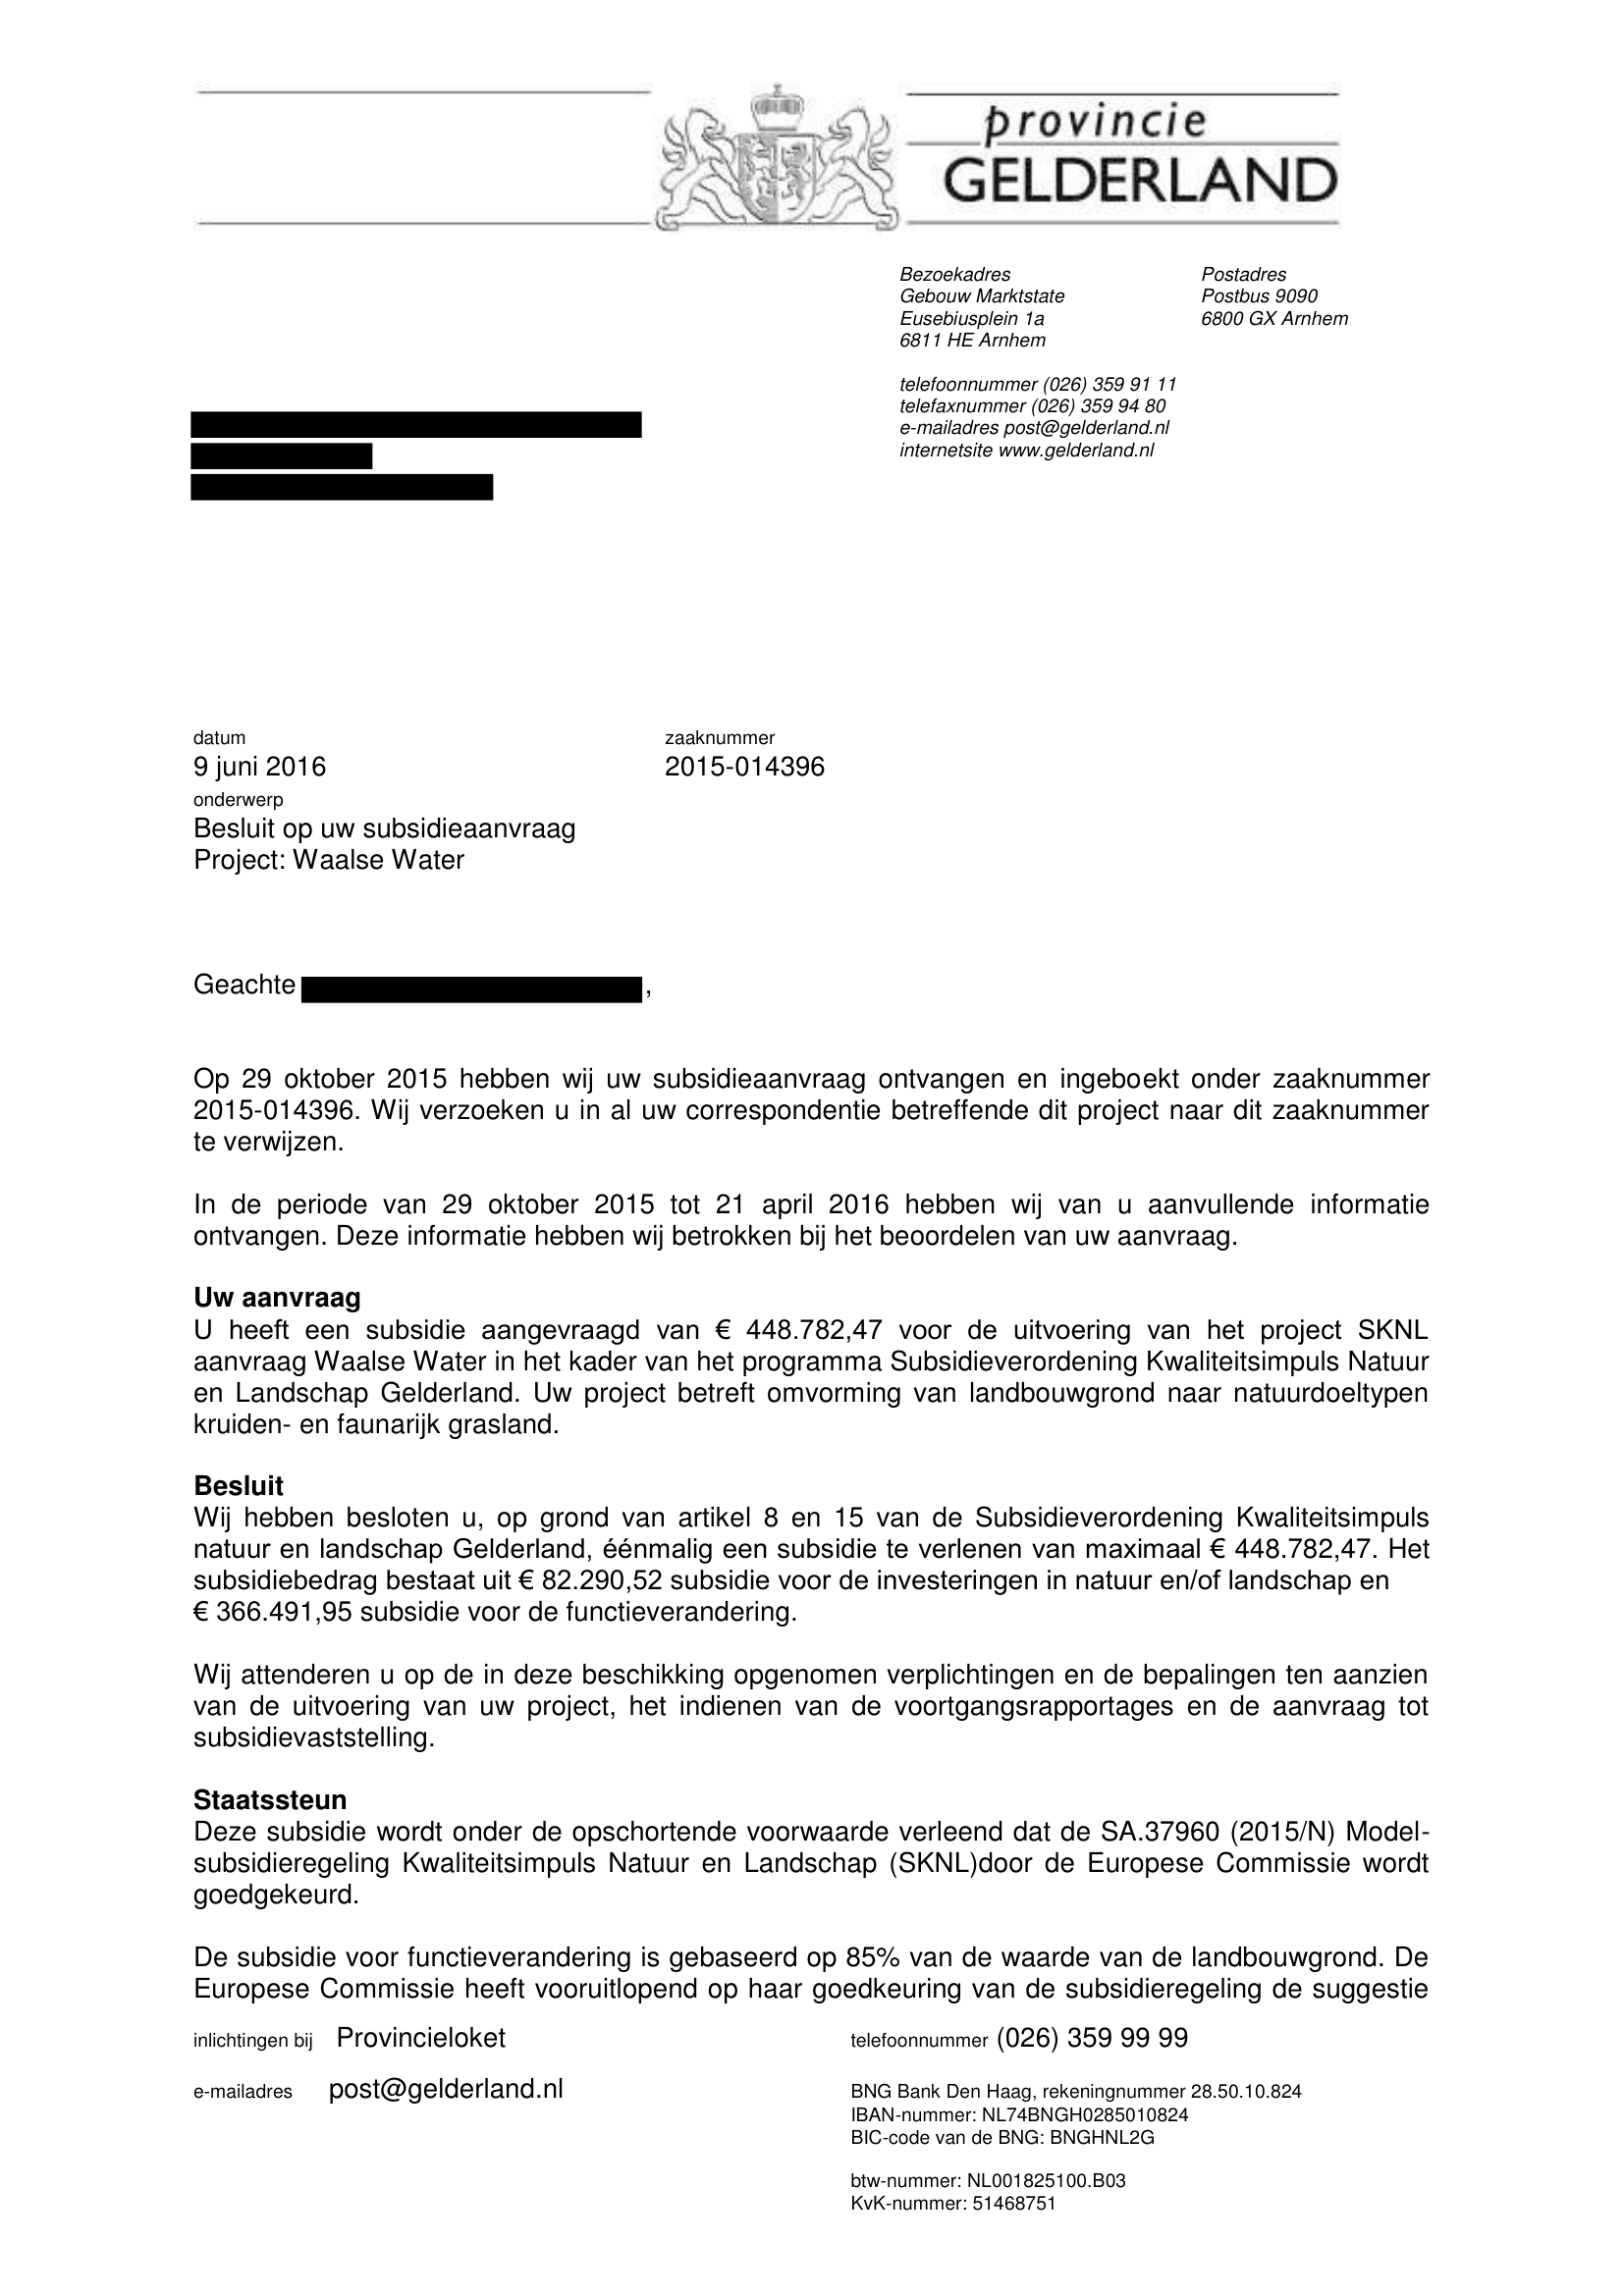 provincie
GELDERLAND
Bezoekadres
Gebouw Marktstate
Eusebiusplein 1a
6811 HE Arnhem
Postadres
Postbus 9090
6800 GX Arnhem
telefoonnummer (026) 359 91 11
telefaxnummer (026) 359 94 80
e-mailadres post@gelderland.nl
internetsite www.gelderland.nl
datum
9 juni 2016
zaaknummer
2015-014396
onderwerp
Besluit op uw subsidieaanvraag
Project: Waalse Water
Geachte ,
Op 29 oktober 2015 hebben wij uw subsidieaanvraag ontvangen en ingeboekt onder zaaknummer
2015-014396. Wij verzoeken u in al uw correspondentie betreffende dit project naar dit zaaknummer
te verwijzen.
In de periode van 29 oktober 2015 tot 21 april 2016 hebben wij van u aanvullende informatie
ontvangen. Deze informatie hebben wij betrokken bij het beoordelen van uw aanvraag.
Uw aanvraag
U heeft een subsidie aangevraagd van € 448.782,47 voor de uitvoering van het project SKNL
aanvraag Waalse Water in het kader van het programma Subsidieverordening Kwaliteitsimpuls Natuur
en Landschap Gelderland. Uw project betreft omvorming van landbouwgrond naar natuurdoeltypen
kruiden- en faunarijk grasland.
Besluit
Wij hebben besloten u, op grond van artikel 8 en 15 van de Subsidieverordening Kwaliteitsimpuls
natuur en landschap Gelderland, éénmalig een subsidie te verlenen van maximaal € 448.782,47. Het
subsidiebedrag bestaat uit € 82.290,52 subsidie voor de investeringen in natuur en/of landschap en
€ 366.491,95 subsidie voor de functieverandering.
Wij attenderen u op de in deze beschikking opgenomen verplichtingen en de bepalingen ten aanzien
van de uitvoering van uw project, het indienen van de voortgangsrapportages en de aanvraag tot
subsidievaststelling.
Staatssteun
Deze subsidie wordt onder de opschortende voorwaarde verleend dat de SA.37960 (2015/N) Model-
subsidieregeling Kwaliteitsimpuls Natuur en Landschap (SKNL)door de Europese Commissie wordt
goedgekeurd.
De subsidie voor functieverandering is gebaseerd op 85% van de waarde van de landbouwgrond. De
Europese Commissie heeft vooruitlopend op haar goedkeuring van de subsidieregeling de suggestie
inlichtingen bij Provincieloket
telefoonnummer (026) 359 99 99
e-mailadres post@gelderland.nl
BNG Bank Den Haag, rekeningnummer 28.50.10.824
IBAN-nummer: NL74BNGH0285010824
BIC-code van de BNG: BNGHNL2G
btw-nummer: NL001825100.B03
KvK-nummer: 51468751